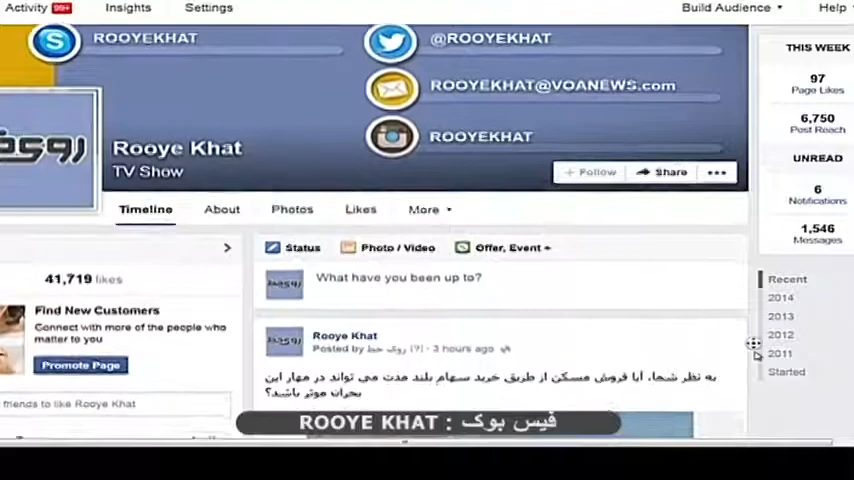 Activity 99+ Insights Settings Build Audience Help
ROOYEKHAT
@ROOYEKHAT
ROOYEKHAT@VOANEWS.com
ROOYEKHAT
Rooye Khat
TV Show
+ Follow Share •••
Timeline About Photos Likes More
THIS WEEK
97
Page Likes
6,750
Post Reach
UNREAD
6
Notifications
1,546
Messages
41,719 likes
Find New Customers
Connect with more of the people who
matter to you
Promote Page
friends to like Rooye Khat
Status Photo / Video Offer, Event +
What have you been up to?
Rooye Khat
Posted by روی خط [9] · 3 hours ago
به نظر شما، آیا فروش مسکن از طریق خرید سهام بلند مدت می تواند در مهار این
بحران موثر باشد؟
Recent
2014
2013
2012
2011
Started
فیس بوک : ROOYE KHAT